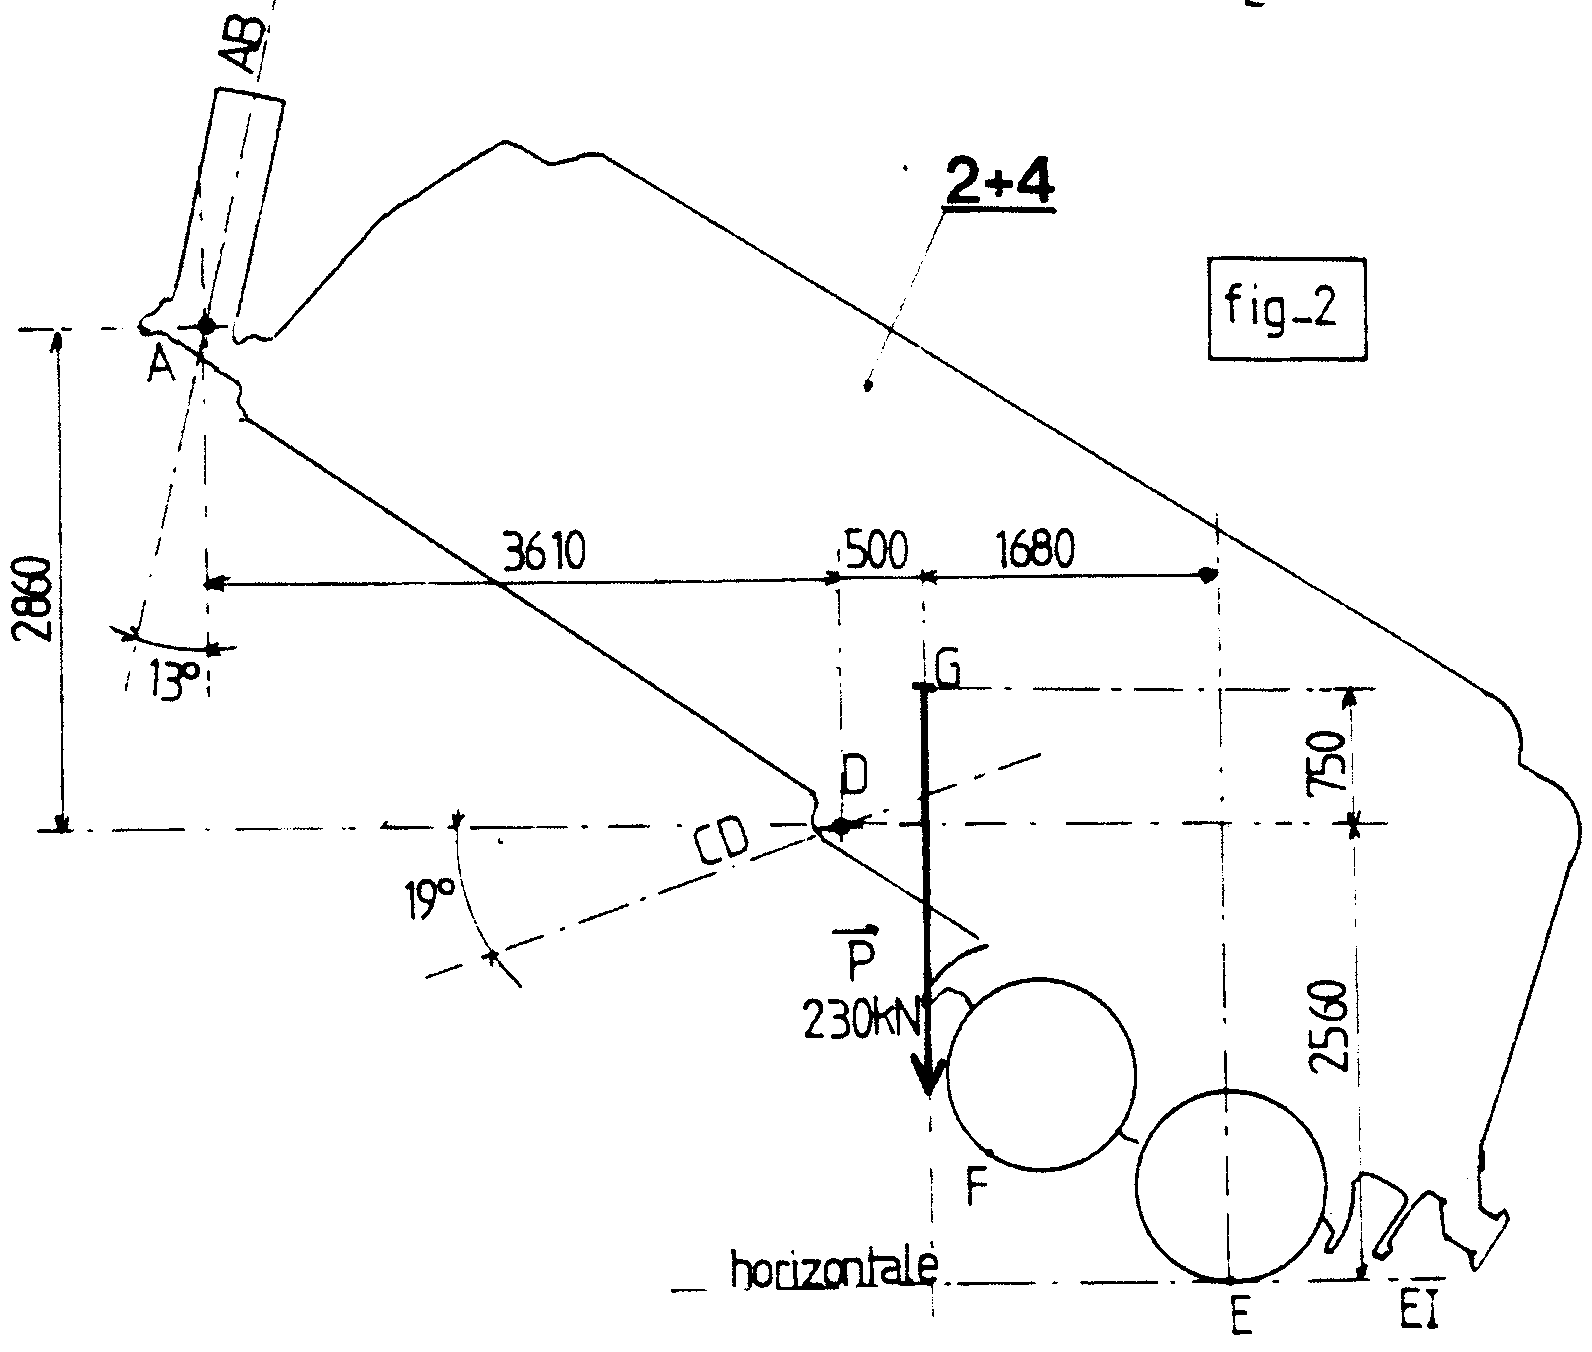 AB
2+4
fig_2
A
3610
500
1680
2860
13°
G
750
D
CD
19°
P
230kN
2560
F
horizontale
E
EI